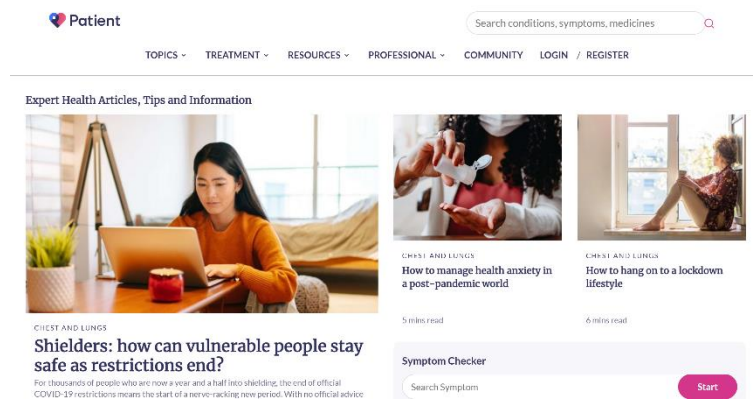 Patient
Search conditions, symptoms, medicines
TOPICS
TREATMENT
RESOURCES
PROFESSIONAL
COMMUNITY
LOGIN / REGISTER
Expert Health Articles, Tips and Information
CHEST AND LUNGS
Shielders: how can vulnerable people stay
safe as restrictions end?
For thousands of people who are now a year and a half into shielding, the end of official
COVID-19 restrictions means the start of a nerve-racking new period. With no official advice
CHEST AND LUNGS
How to manage health anxiety in
a post-pandemic world
5 mins read
CHEST AND LUNGS
How to hang on to a lockdown
lifestyle
6 mins read
Symptom Checker
Search Symptom
Start